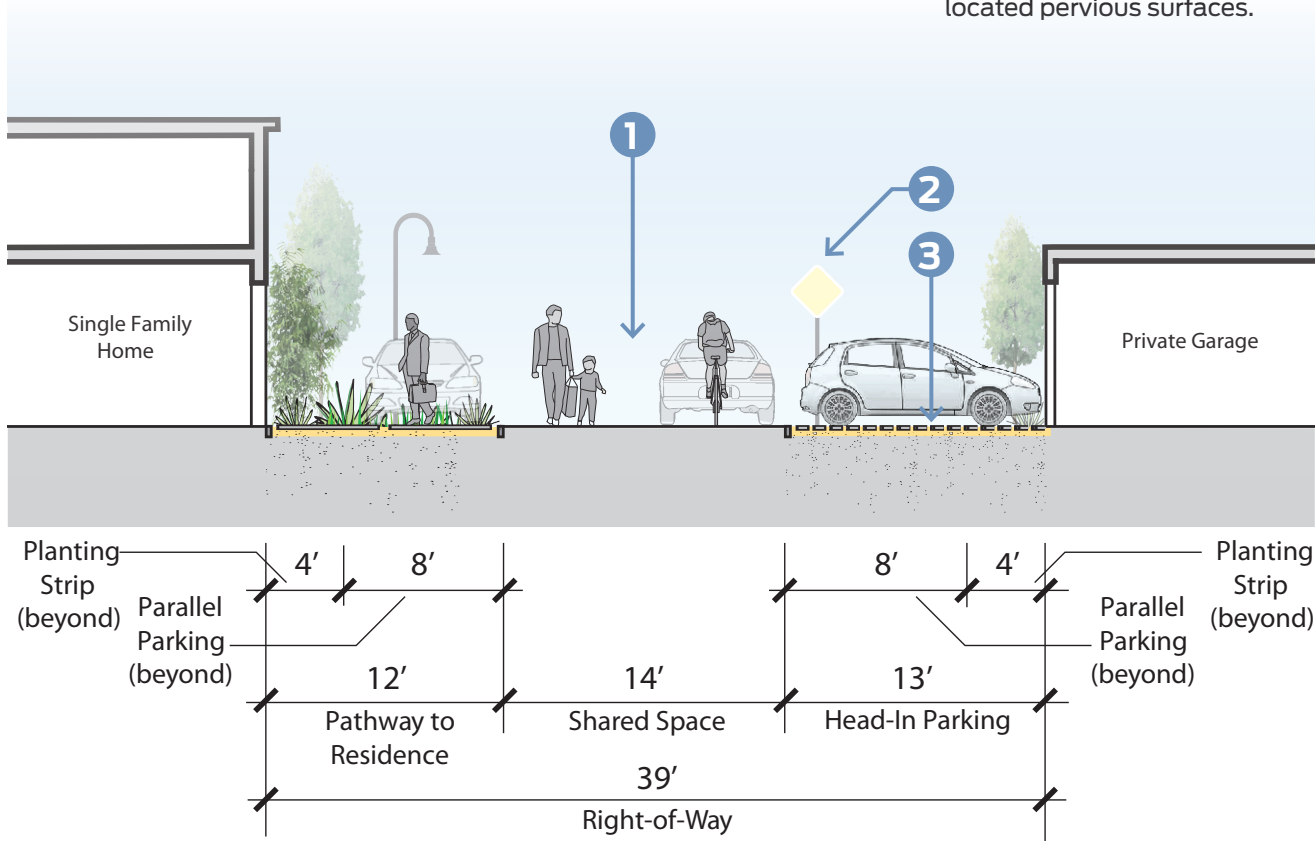 located pervious surfaces.
1
2
3
Single Family
Home
Private Garage
Planting
Strip
(beyond)
4’
8’
8’
4’
Planting
Strip
(beyond)
Parallel
Parking
(beyond)
Parallel
Parking
(beyond)
12’
14’
13’
Pathway to
Residence
Shared Space
Head-In Parking
39’
Right-of-Way